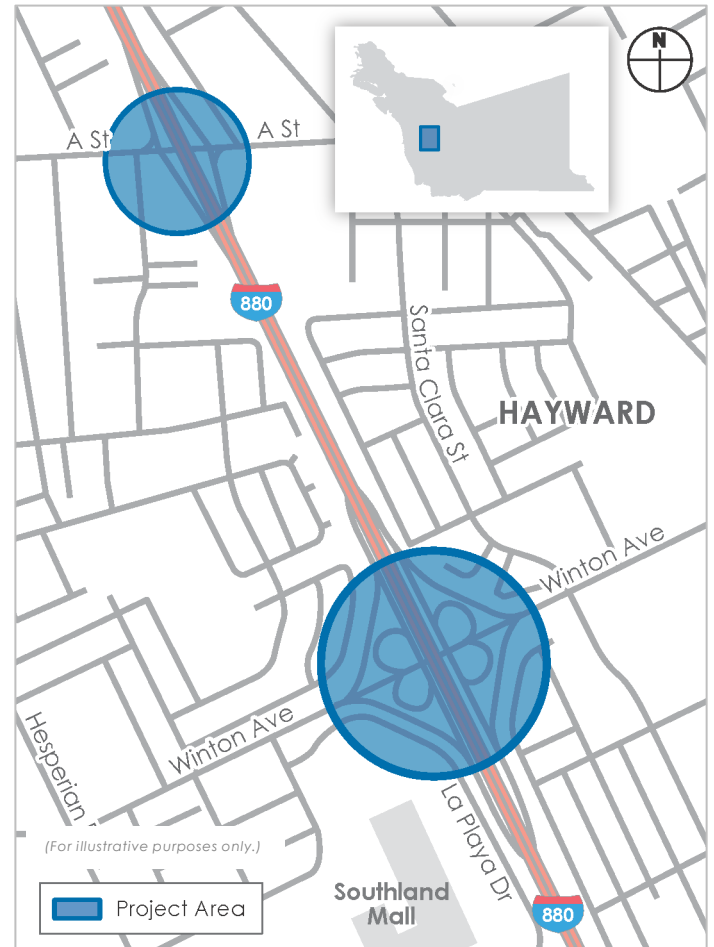 N
A St
A St
880
Santa Clara St
HAYWARD
Winton Ave
Winton Ave
Hesperian
La Playa Dr
(For illustrative purposes only.)
Project Area
Southland
Mall
880